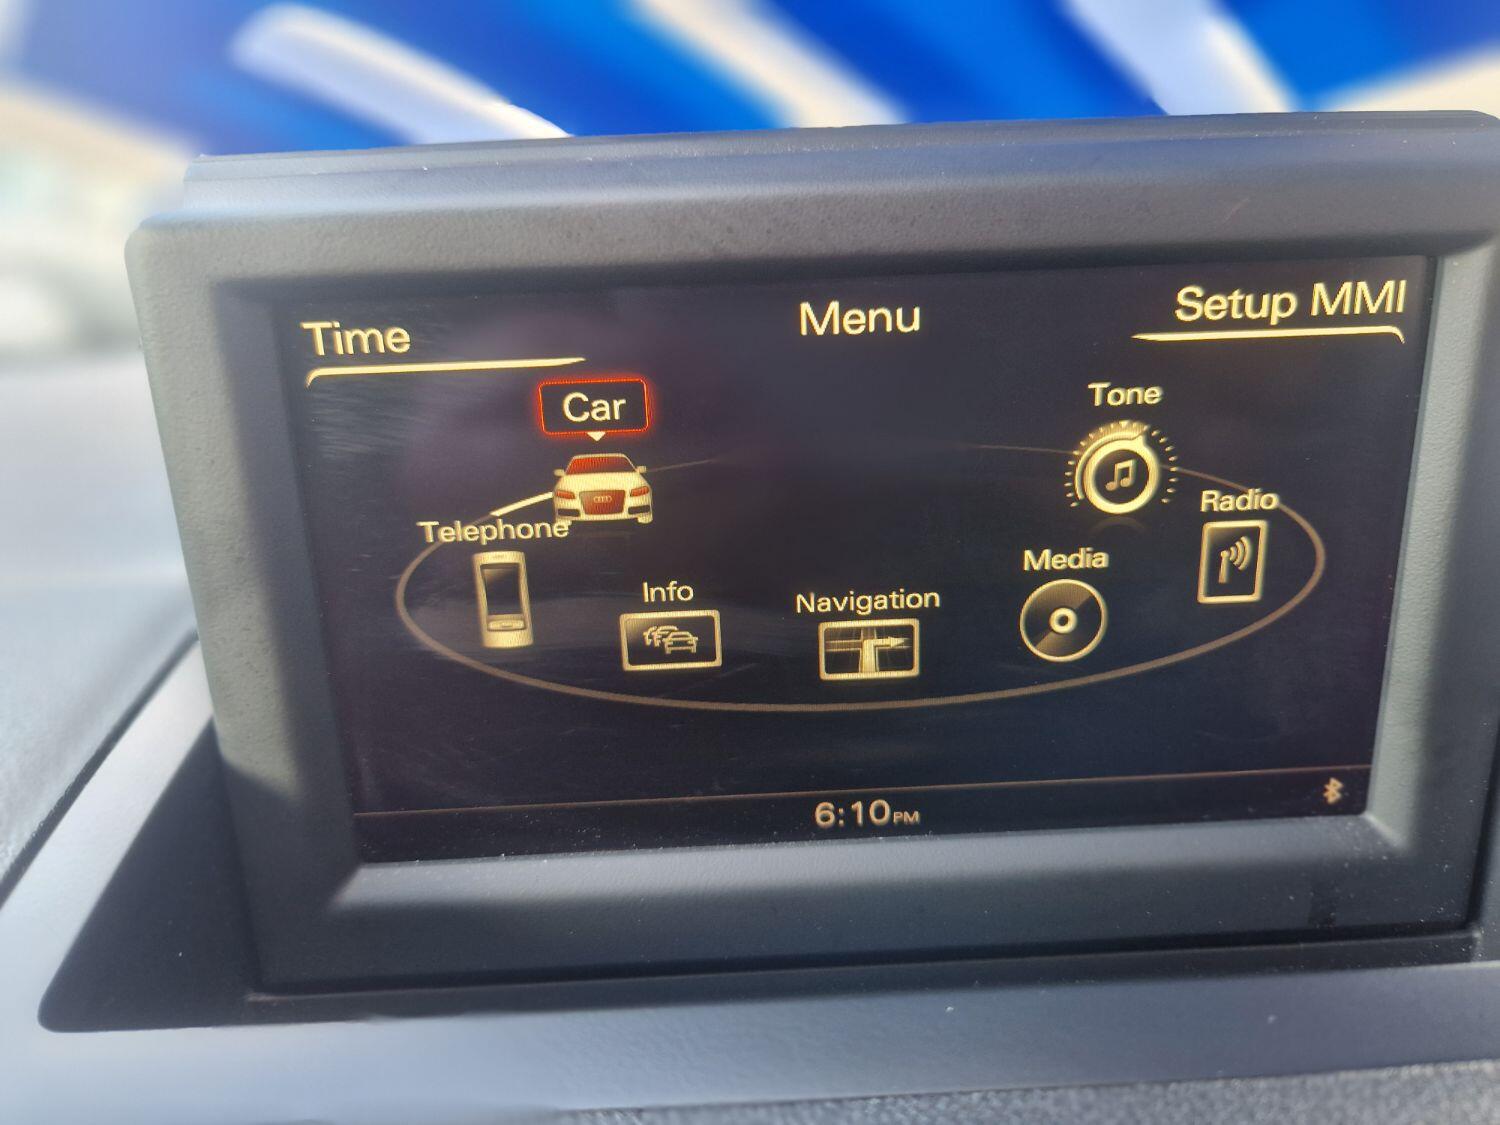 Time
Menu
Setup MMI
Car
Tone
Telephone
Radio
Info
Navigation
Media
6:10PM